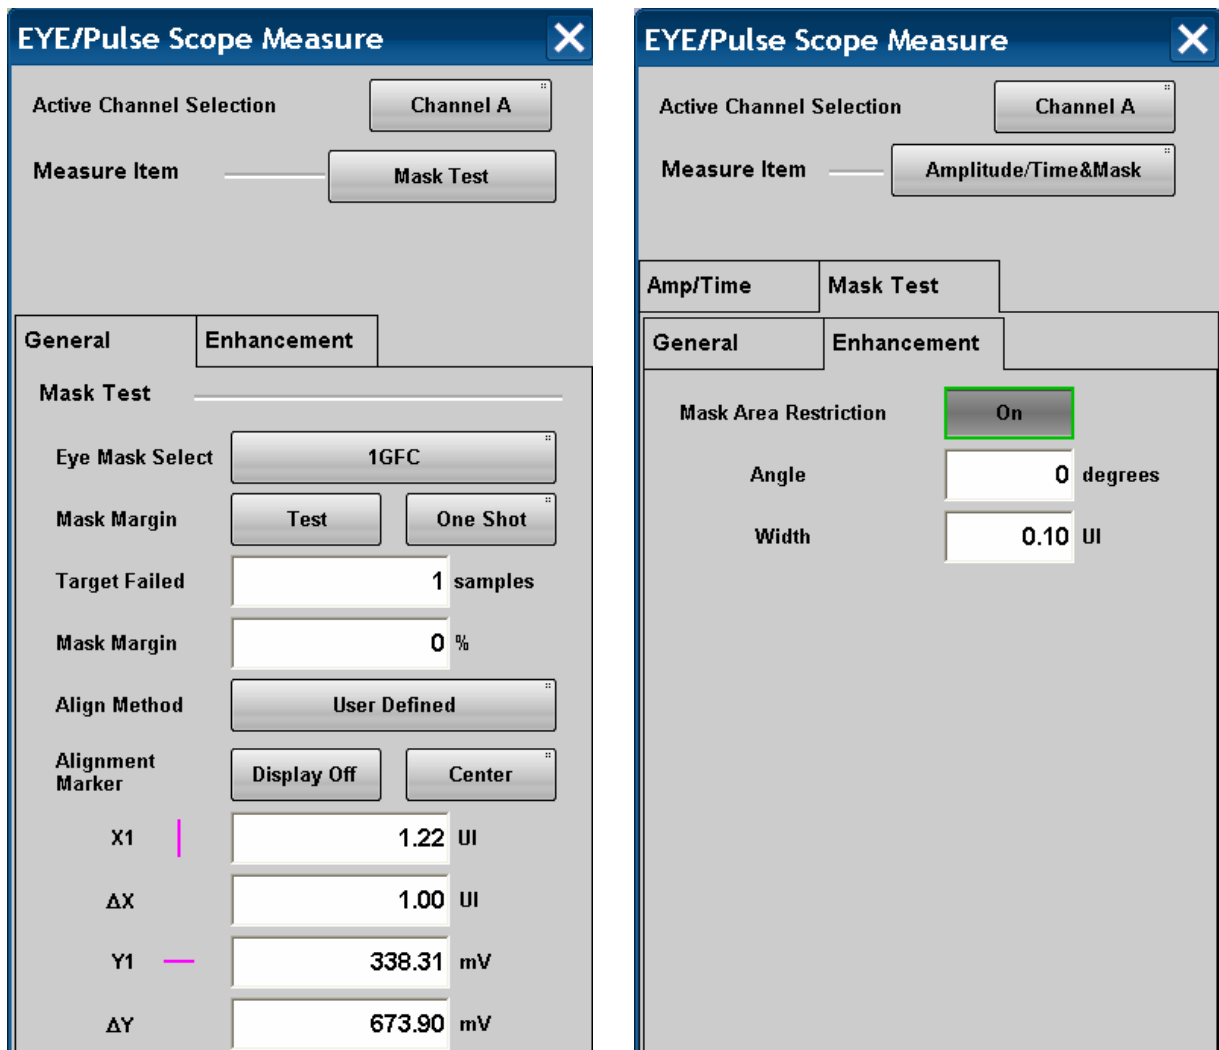 EYE/Pulse Scope Measure
Active Channel Selection Channel A
Measure Item Mask Test
General Enhancement
Mask Test
Eye Mask Select 1GFC
Mask Margin Test One Shot
Target Failed 1 samples
Mask Margin 0 %
Align Method User Defined
Alignment
Marker Display Off Center
X1 1.22 UI
ΔX 1.00 UI
Y1 338.31 mV
ΔY 673.90 mV
EYE/Pulse Scope Measure
Active Channel Selection Channel A
Measure Item Amplitude/Time&Mask
Amp/Time Mask Test
General Enhancement
Mask Area Restriction On
Angle 0 degrees
Width 0.10 UI